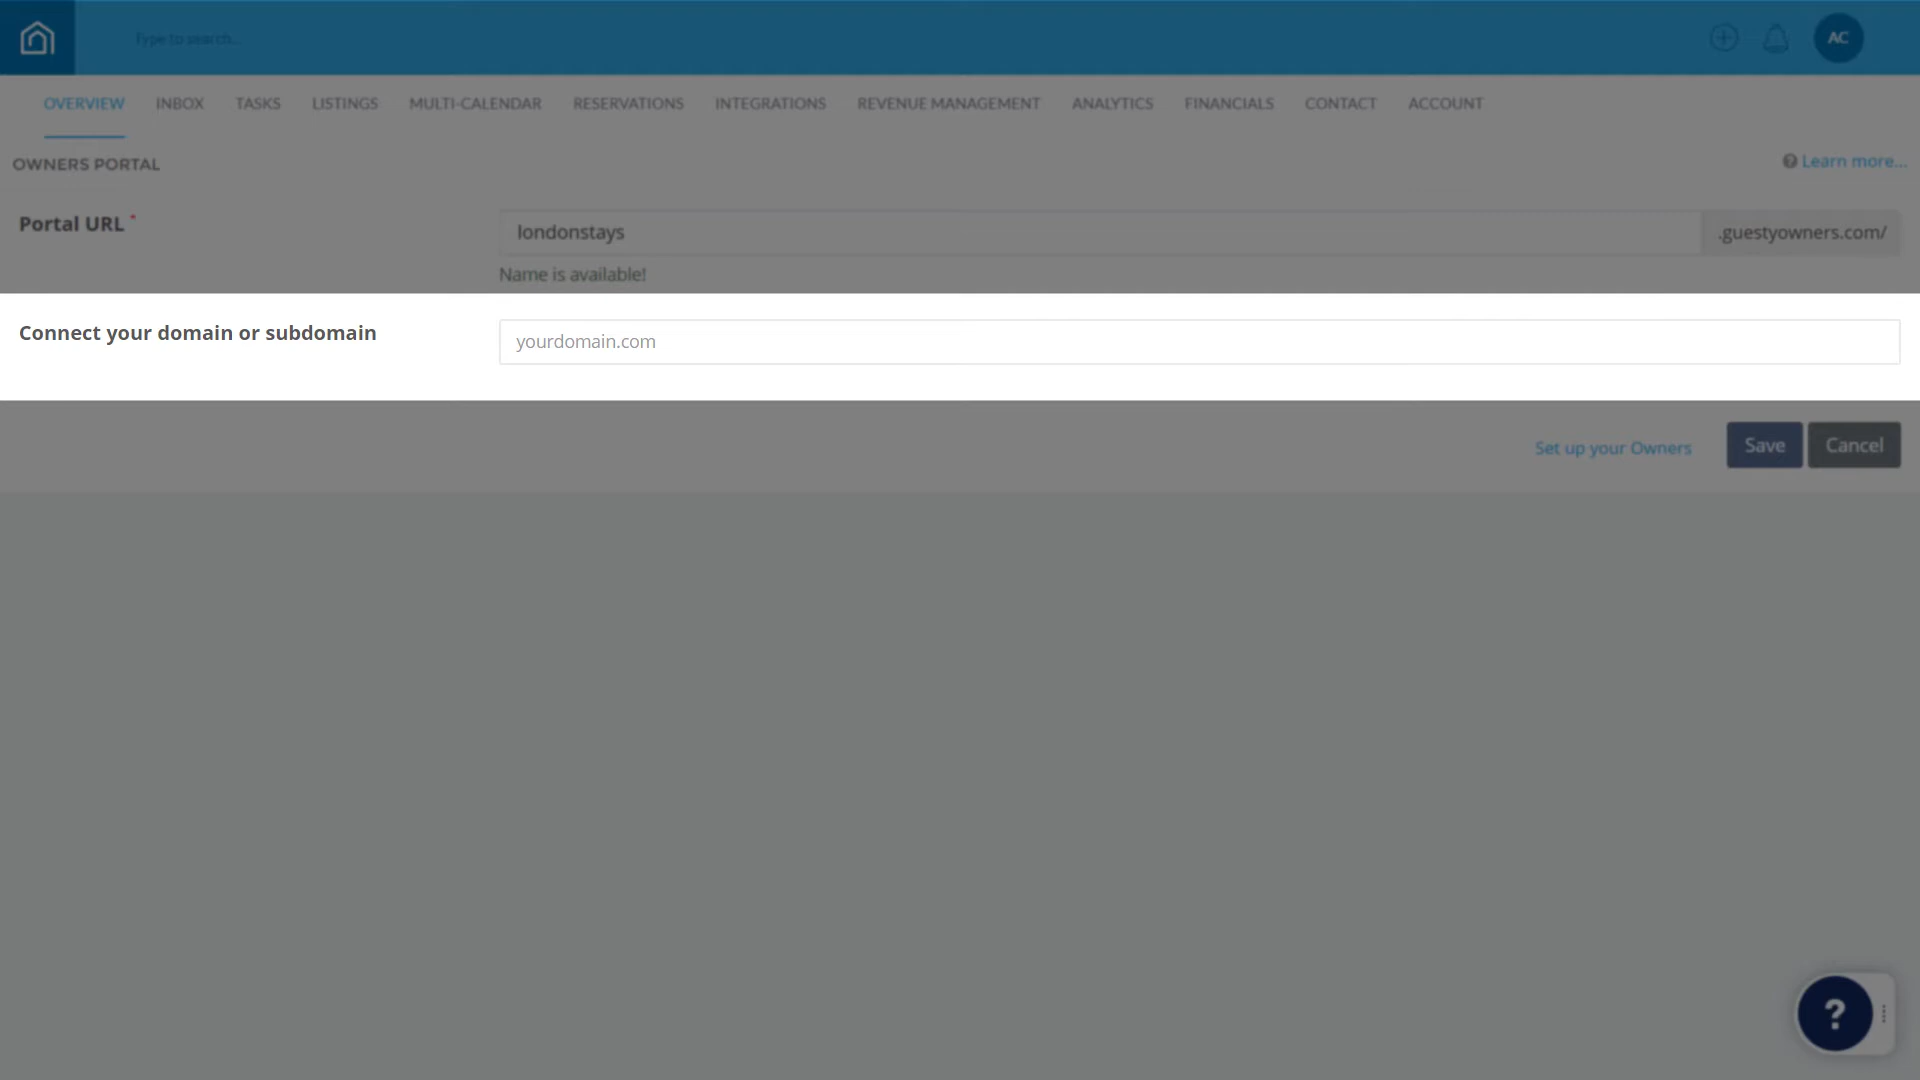 Type to search...
AC
OVERVIEW INBOX TASKS LISTINGS MULTI-CALENDAR RESERVATIONS INTEGRATIONS REVENUE MANAGEMENT ANALYTICS FINANCIALS CONTACT ACCOUNT
OWNERS PORTAL
? Learn more...
Portal URL *
londonstays .guestyowners.com/
Name is available!
Connect your domain or subdomain
yourdomain.com
Set up your Owners Save Cancel
?